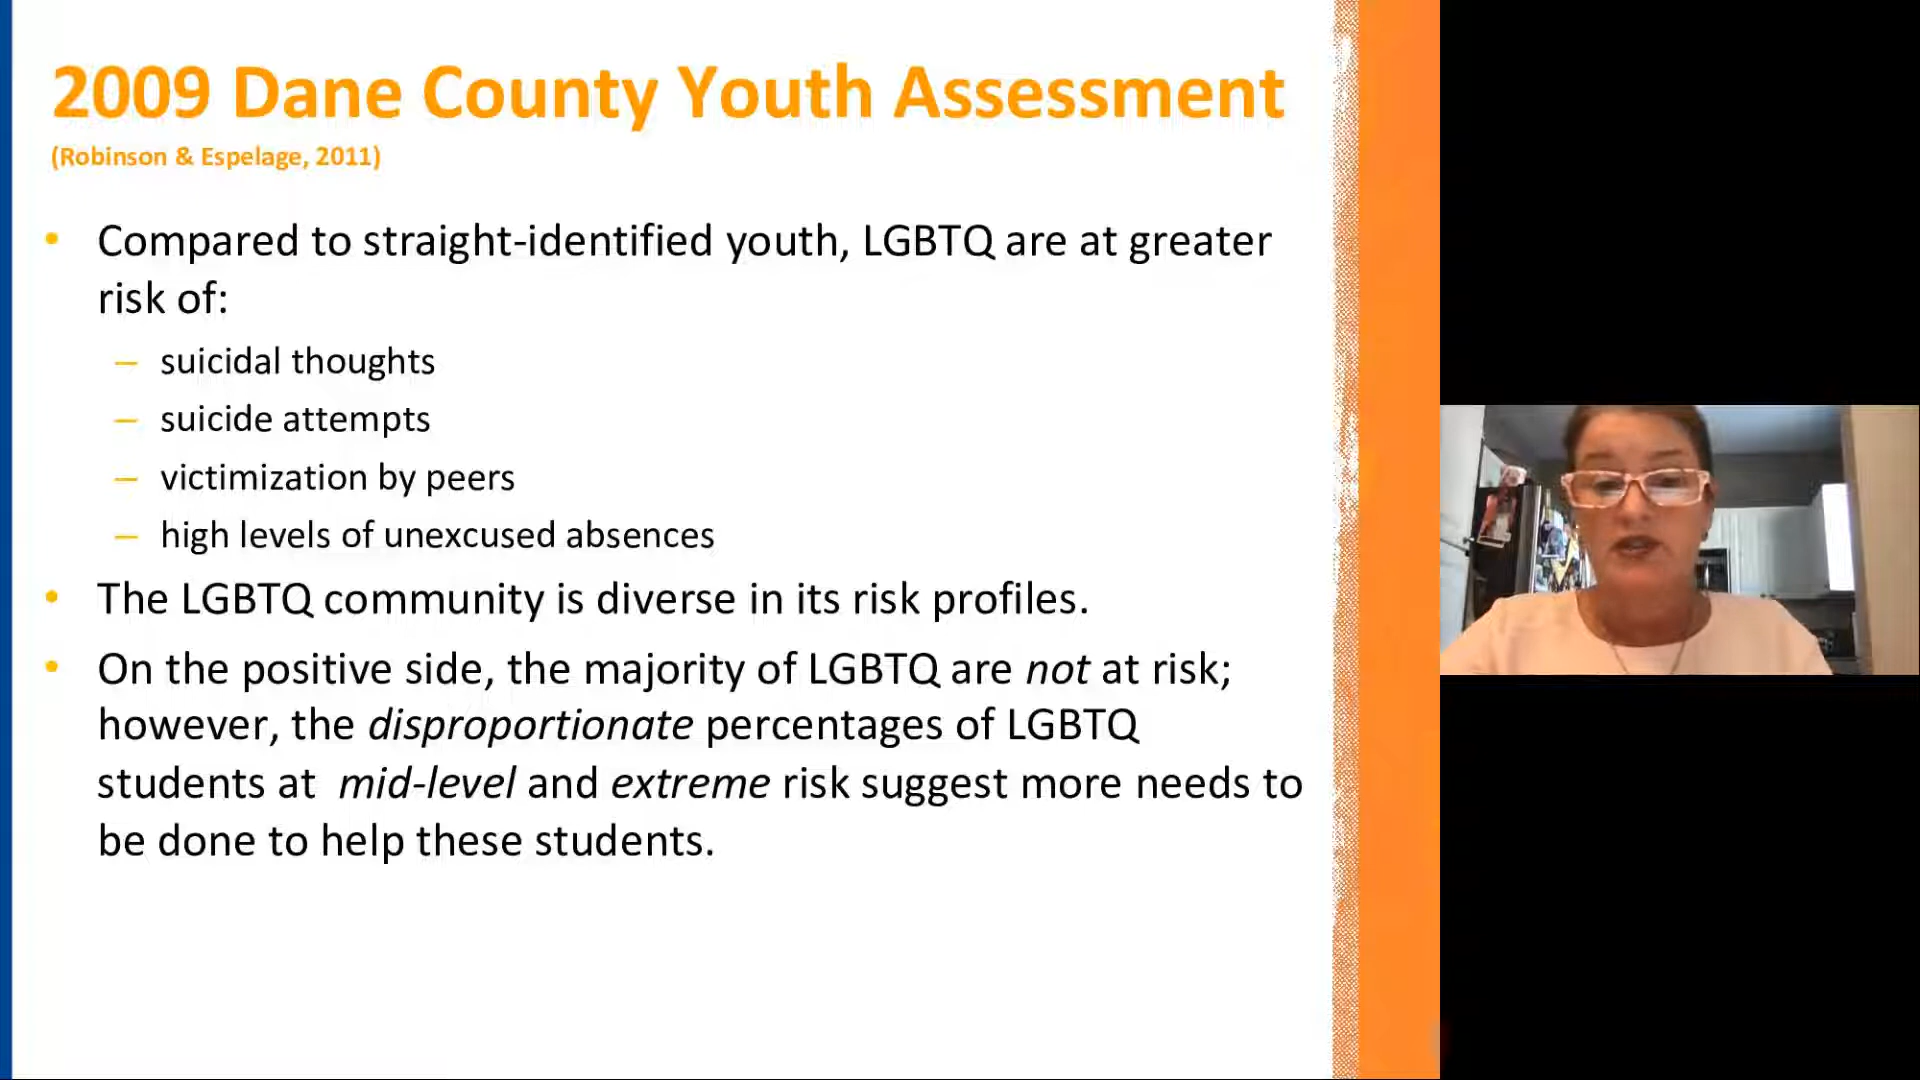 2009 Dane County Youth Assessment
(Robinson & Espelage, 2011)
• Compared to straight-identified youth, LGBTQ are at greater
risk of:
– suicidal thoughts
– suicide attempts
– victimization by peers
– high levels of unexcused absences
• The LGBTQ community is diverse in its risk profiles.
• On the positive side, the majority of LGBTQ are not at risk;
however, the disproportionate percentages of LGBTQ
students at mid-level and extreme risk suggest more needs to
be done to help these students.